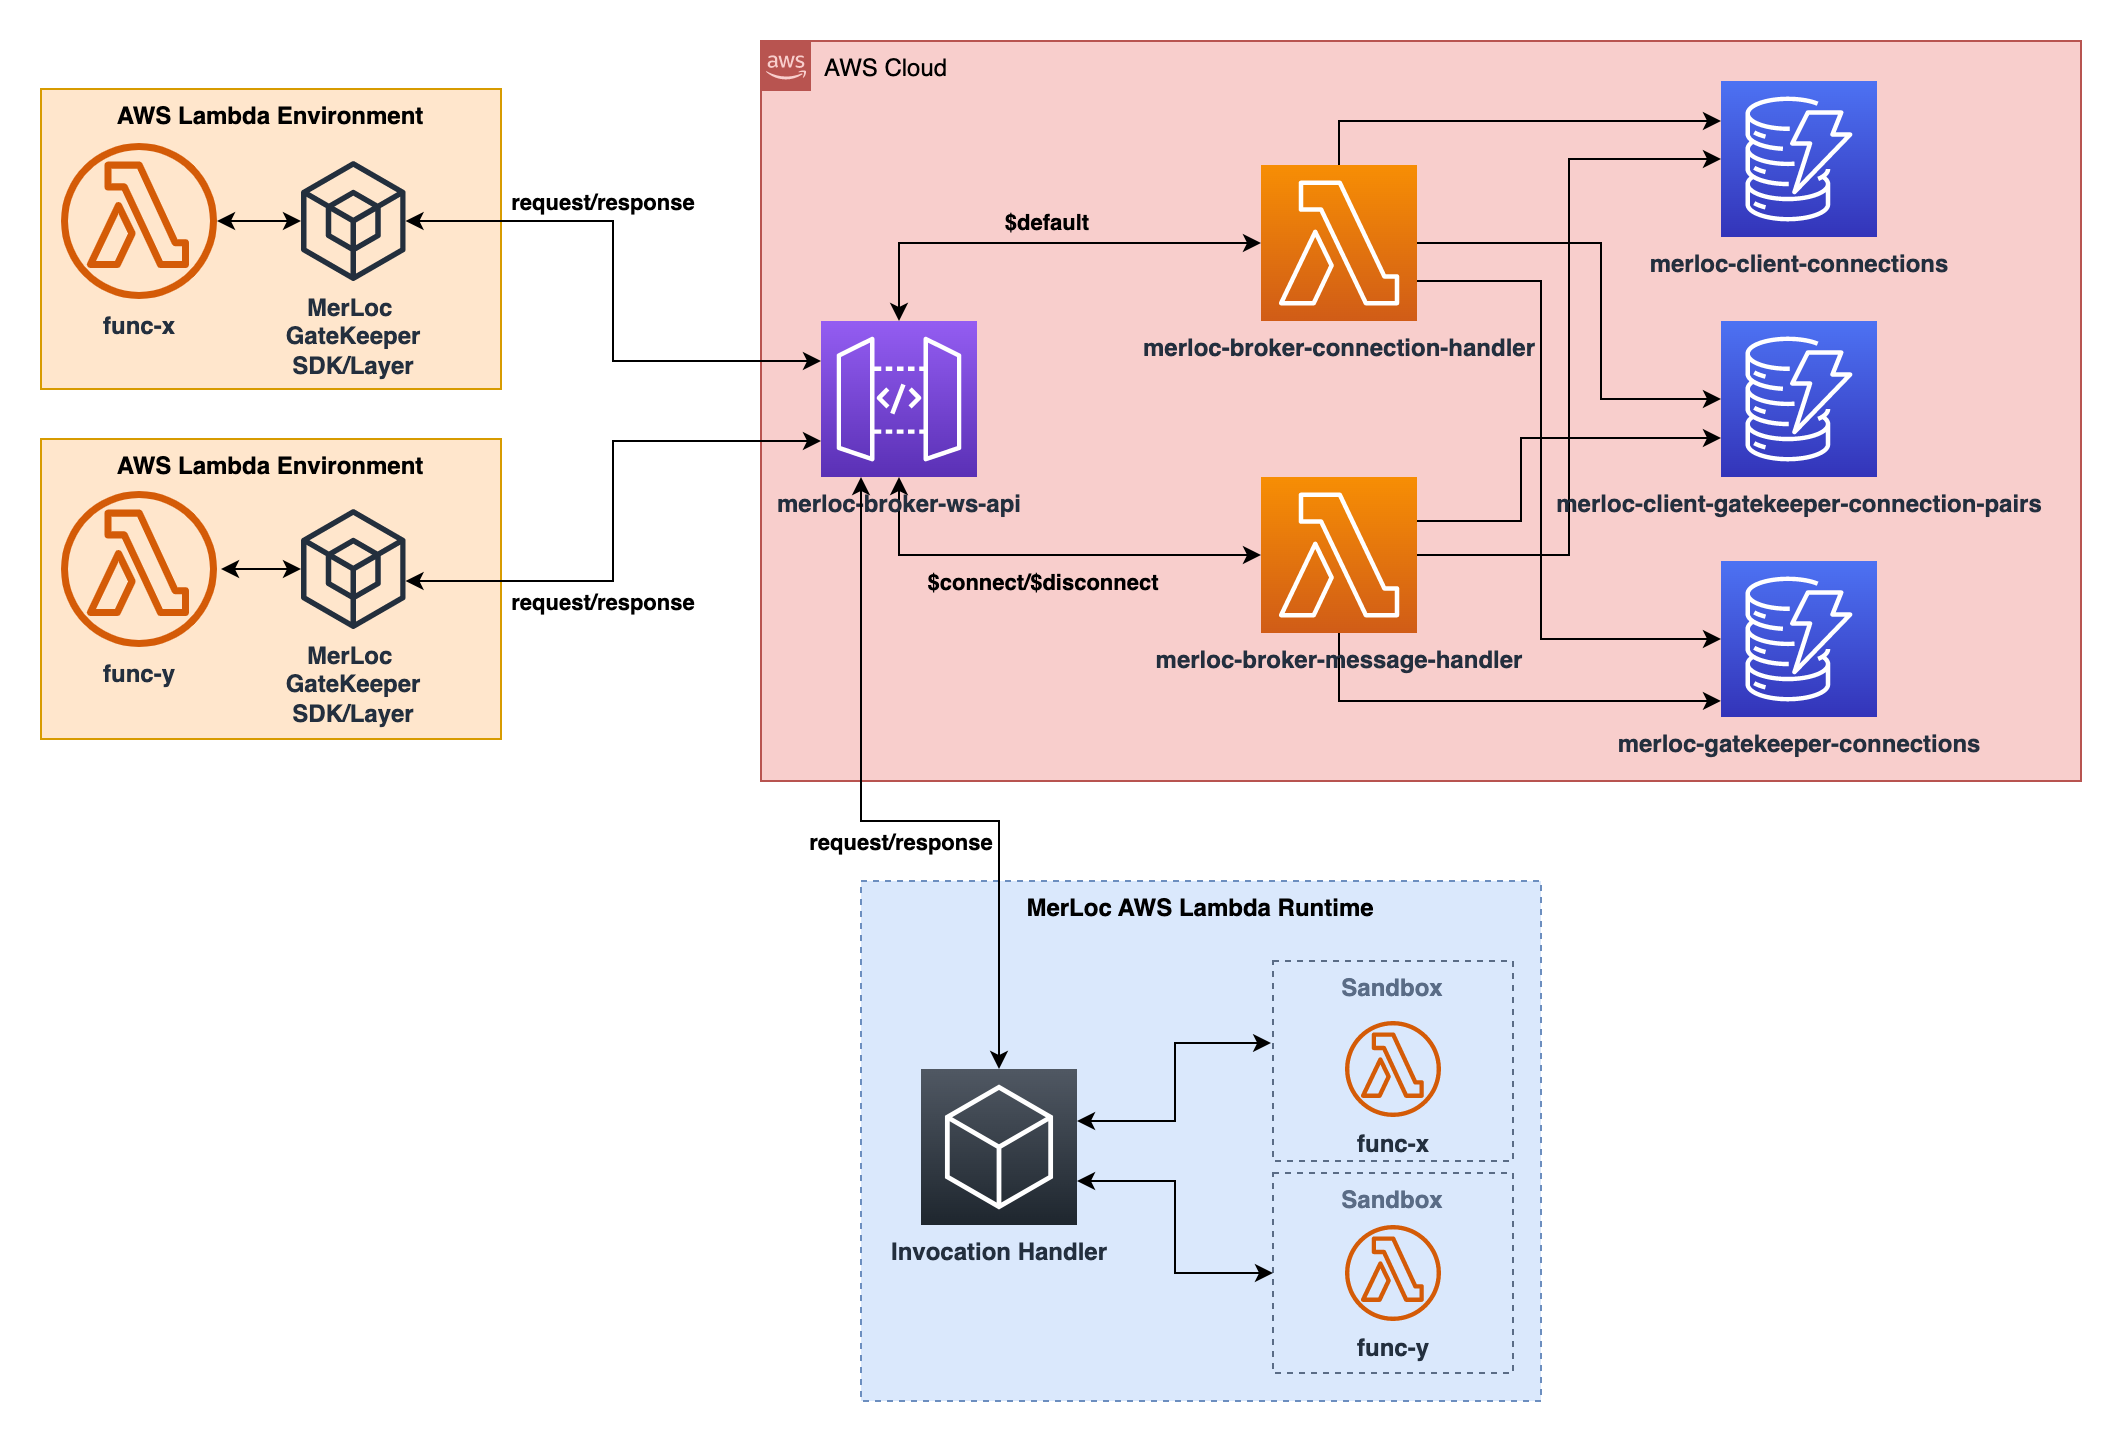 AWS Lambda Environment
func-x
MerLoc
GateKeeper
SDK/Layer
request/response
AWS Lambda Environment
func-y
MerLoc
GateKeeper
SDK/Layer
request/response
aws
AWS Cloud
$default
merloc-broker-ws-api
$connect/$disconnect
merloc-broker-connection-handler
merloc-broker-message-handler
merloc-client-connections
merloc-client-gatekeeper-connection-pairs
merloc-gatekeeper-connections
request/response
MerLoc AWS Lambda Runtime
Invocation Handler
Sandbox
func-x
Sandbox
func-y